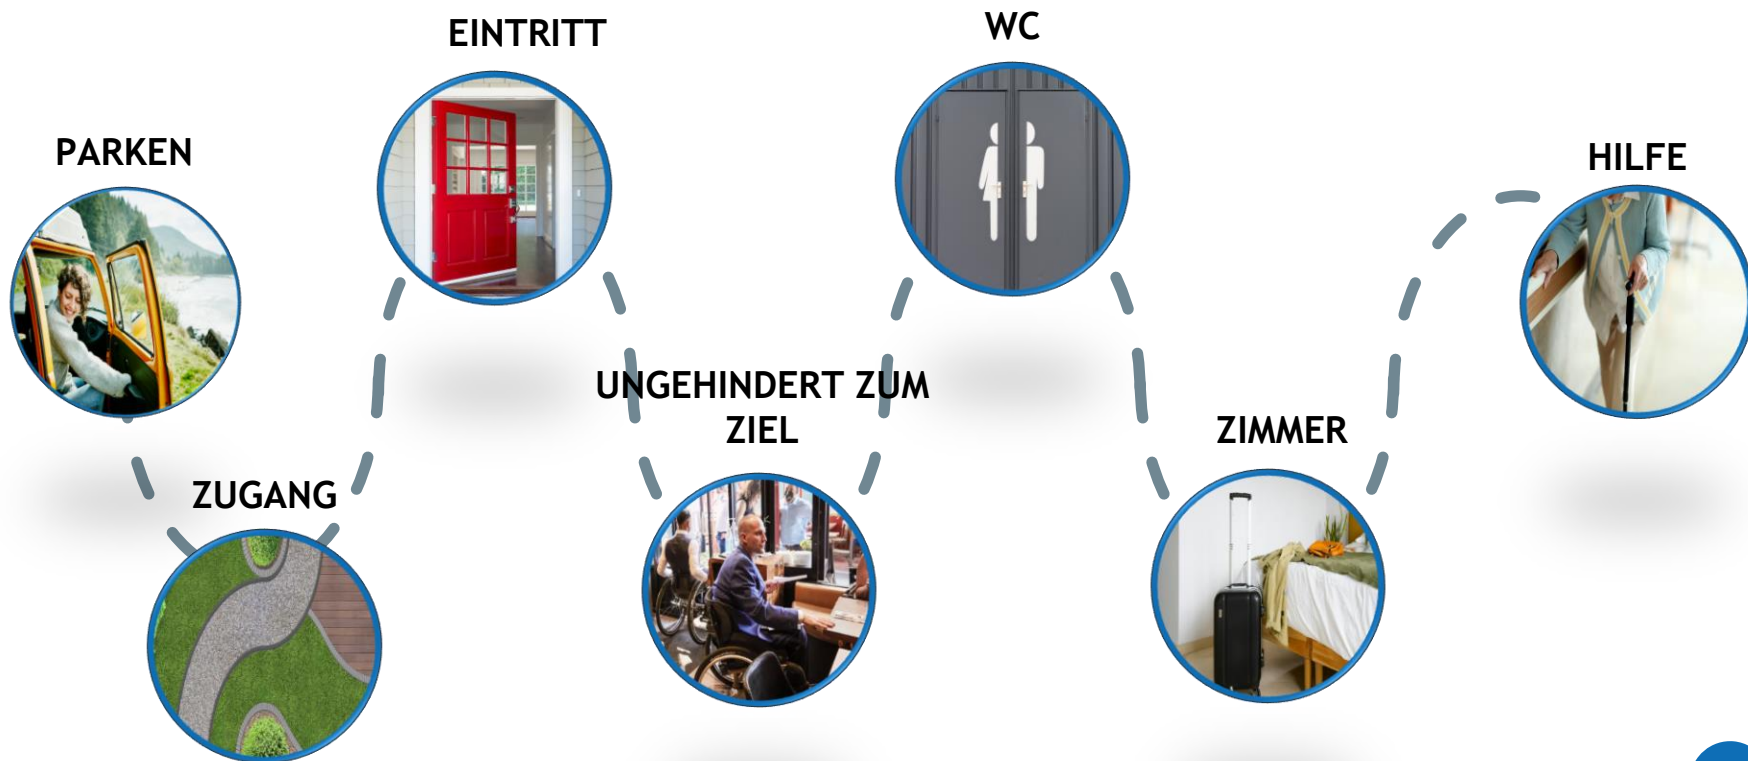 PARKEN
ZUGANG
EINTRITT
UNGEHINDERT ZUM
ZIEL
WC
ZIMMER
HILFE